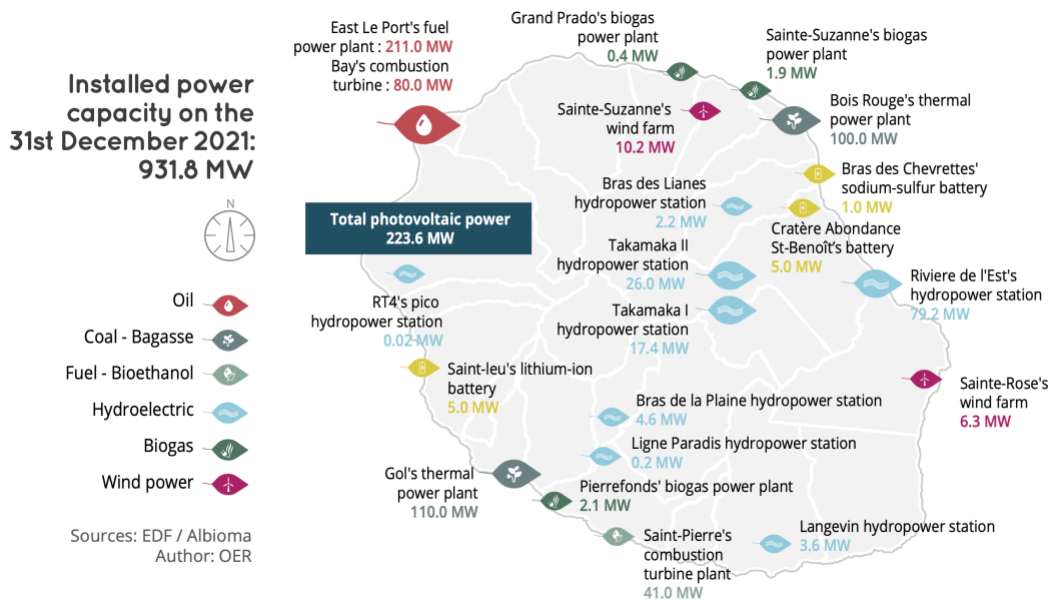 Installed power
capacity on the
31st December 2021:
931.8 MW
N
Oil
Coal - Bagasse
Fuel - Bioethanol
Hydroelectric
Biogas
Wind power
Sources: EDF / Albioma
Author: OER
East Le Port's fuel
power plant : 211.0 MW
Bay's combustion
turbine : 80.0 MW
Grand Prado's biogas
power plant
0.4 MW
Sainte-Suzanne's biogas
power plant
1.9 MW
Sainte-Suzanne's
wind farm
10.2 MW
Bois Rouge's thermal
power plant
100.0 MW
Bras des Chevrettes'
sodium-sulfur battery
1.0 MW
Bras des Lianes
hydropower station
2.2 MW
Cratère Abondance
St-Benoît's battery
5.0 MW
Total photovoltaic power
223.6 MW
Takamaka II
hydropower station
26.0 MW
Riviere de l'Est's
hydropower station
79.2 MW
RT4's pico
hydropower station
0.02 MW
Takamaka I
hydropower station
17.4 MW
Saint-leu's lithium-ion
battery
5.0 MW
Sainte-Rose's
wind farm
6.3 MW
Bras de la Plaine hydropower station
4.6 MW
Ligne Paradis hydropower station
0.2 MW
Gol's thermal
power plant
110.0 MW
Pierrefonds' biogas power plant
2.1 MW
Saint-Pierre's
combustion
turbine plant
41.0 MW
Langevin hydropower station
3.6 MW